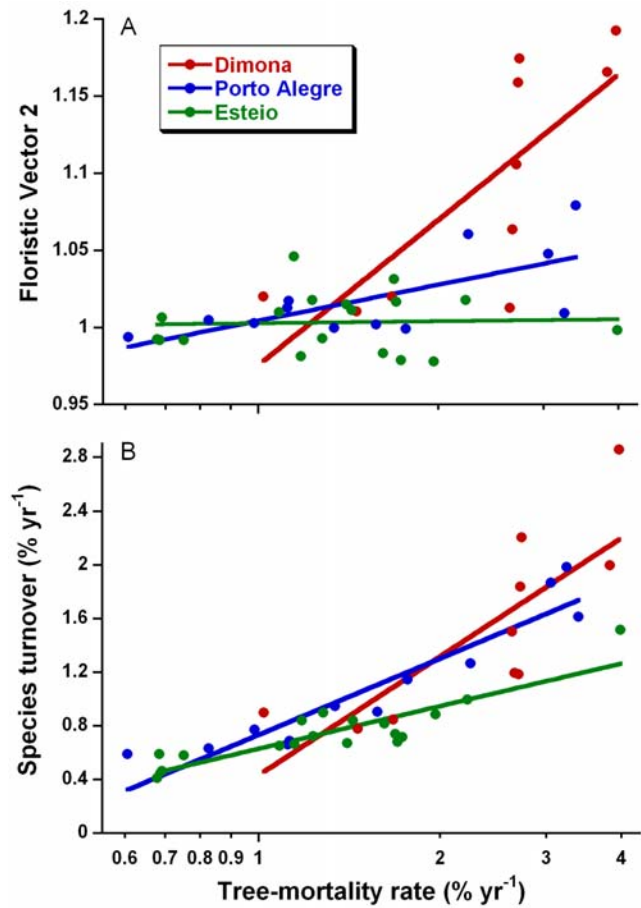 A
Dimona
Porto Alegre
Esteio
Floristic Vector 2
1.2
1.15
1.1
1.05
1
0.95
B
Species turnover (% yr⁻¹)
2.8
2.4
2
1.6
1.2
0.8
0.4
0
0.6 0.7 0.8 0.9 1 2 3 4
Tree-mortality rate (% yr⁻¹)